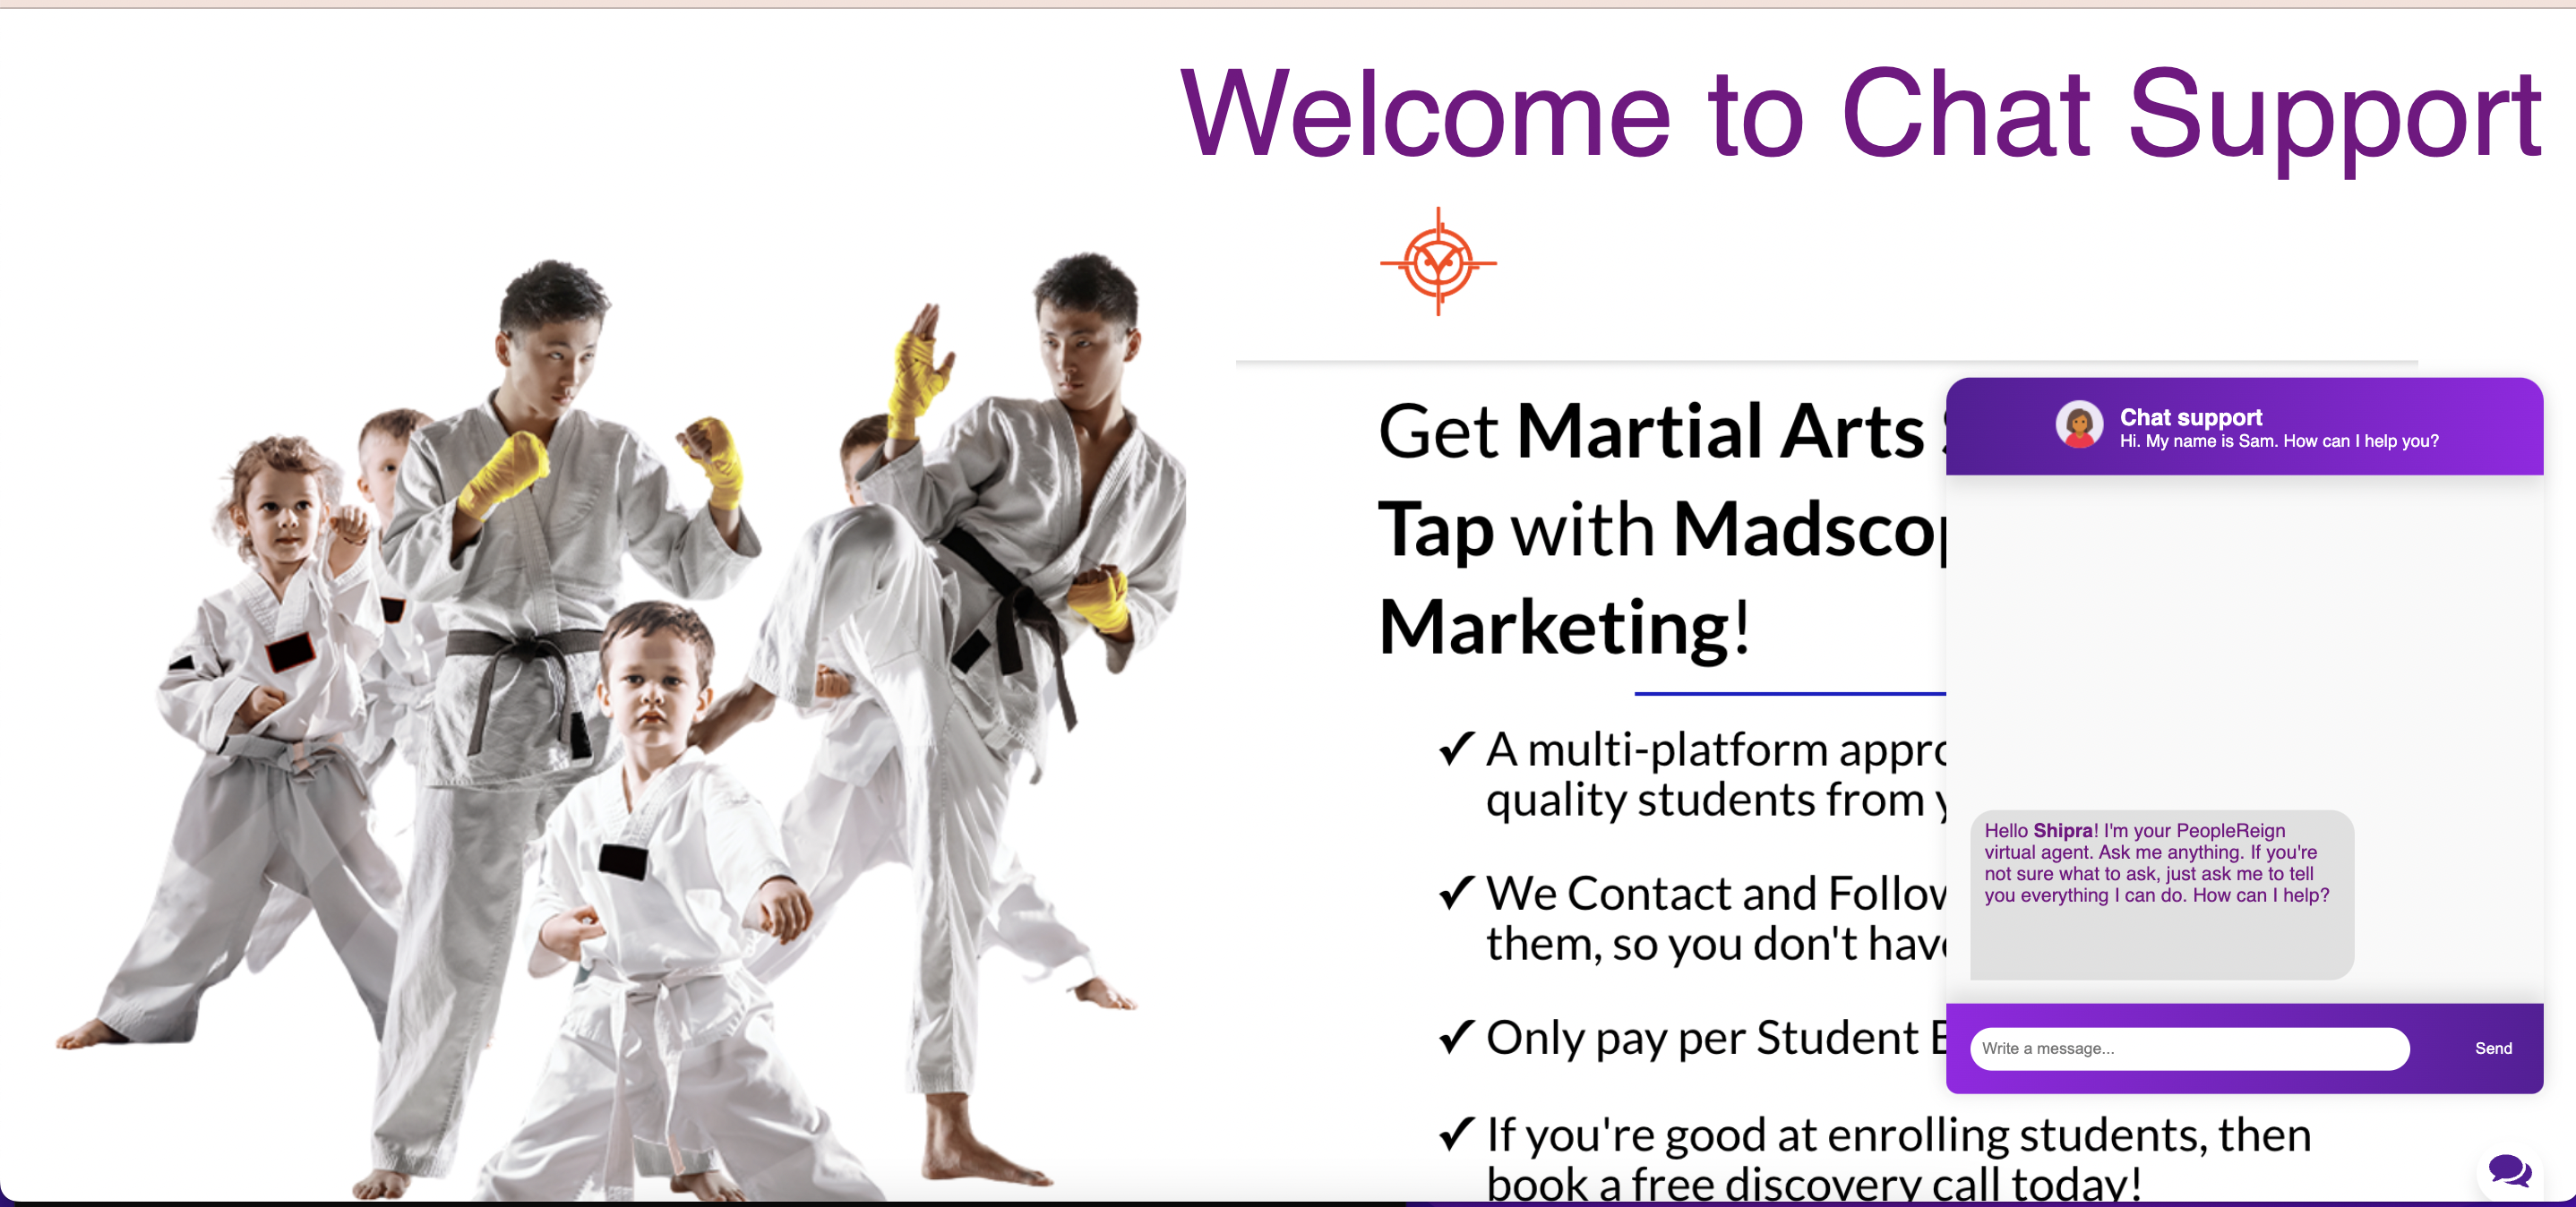 Welcome to Chat Support
Get Martial Arts
Tap with Madscop
Marketing!
A multi-platform appro
quality students from y
We Contact and Follow
them, so you don't have
Only pay per Student
If you're good at enrolling students, then
book a free discovery call today!
Chat support
Hi. My name is Sam. How can I help you?
Hello Shipra! I'm your PeopleReign
virtual agent. Ask me anything. If you're
not sure what to ask, just ask me to tell
you everything I can do. How can I help?
Write a message...
Send